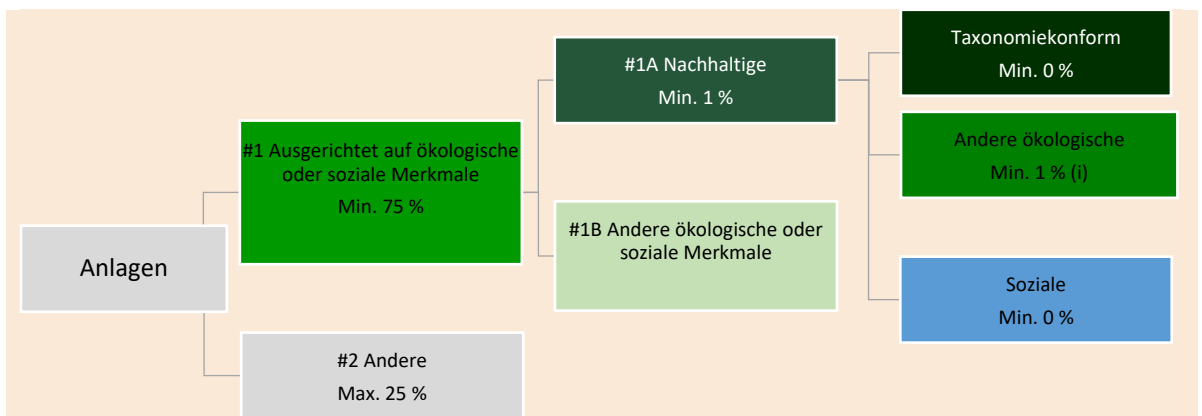 Anlagen
#1 Ausgerichtet auf ökologische
oder soziale Merkmale
Min. 75 %
#2 Andere
Max. 25 %
#1A Nachhaltige
Min. 1 %
#1B Andere ökologische oder
soziale Merkmale
Taxonomiekonform
Min. 0 %
Andere ökologische
Min. 1 % (i)
Soziale
Min. 0 %